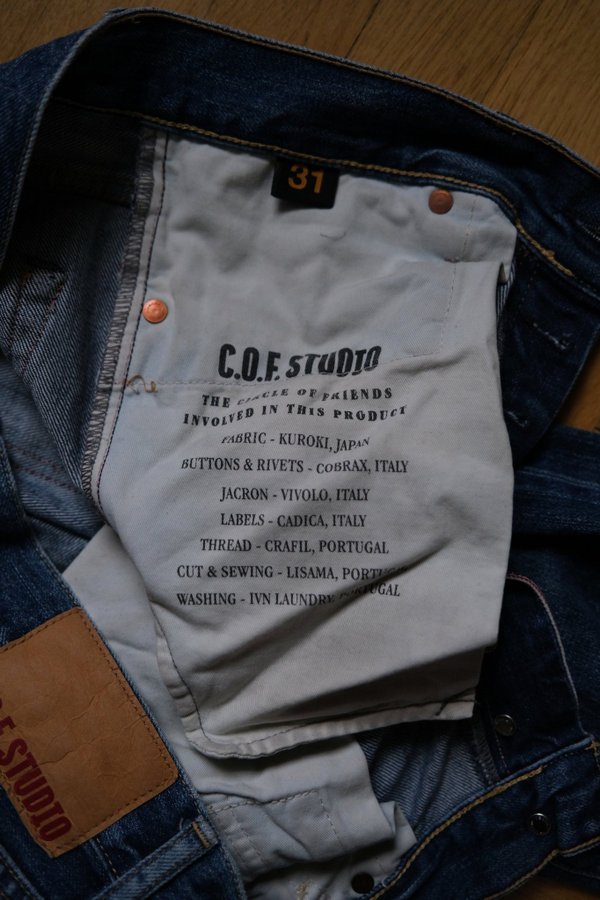 31
C.O.F. STUDIO
THE CIRCLE OF FRIENDS
INVOLVED IN THIS PRODUCT
FABRIC - KUROKI, JAPAN
BUTTONS & RIVETS - COBRAX, ITALY
JACRON - VIVOLO, ITALY
LABELS - CADICA, ITALY
THREAD - CRAFIL, PORTUGAL
CUT & SEWING - LISAMA, PORTUGAL
WASHING - IVN LAUNDRY, PORTUGAL
.F. STUDIO